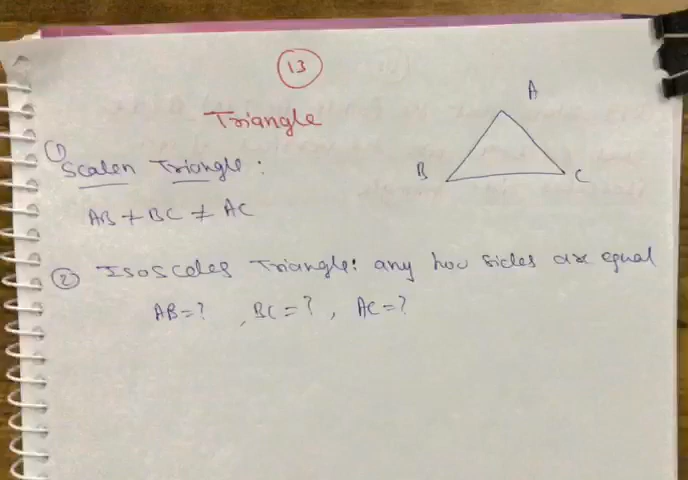 13
Triangle
A
B
C
① Scalen Triangle:
AB ≠ BC ≠ AC
② Isosceles Triangle: any two sides are equal
AB=? , BC=? , AC=?